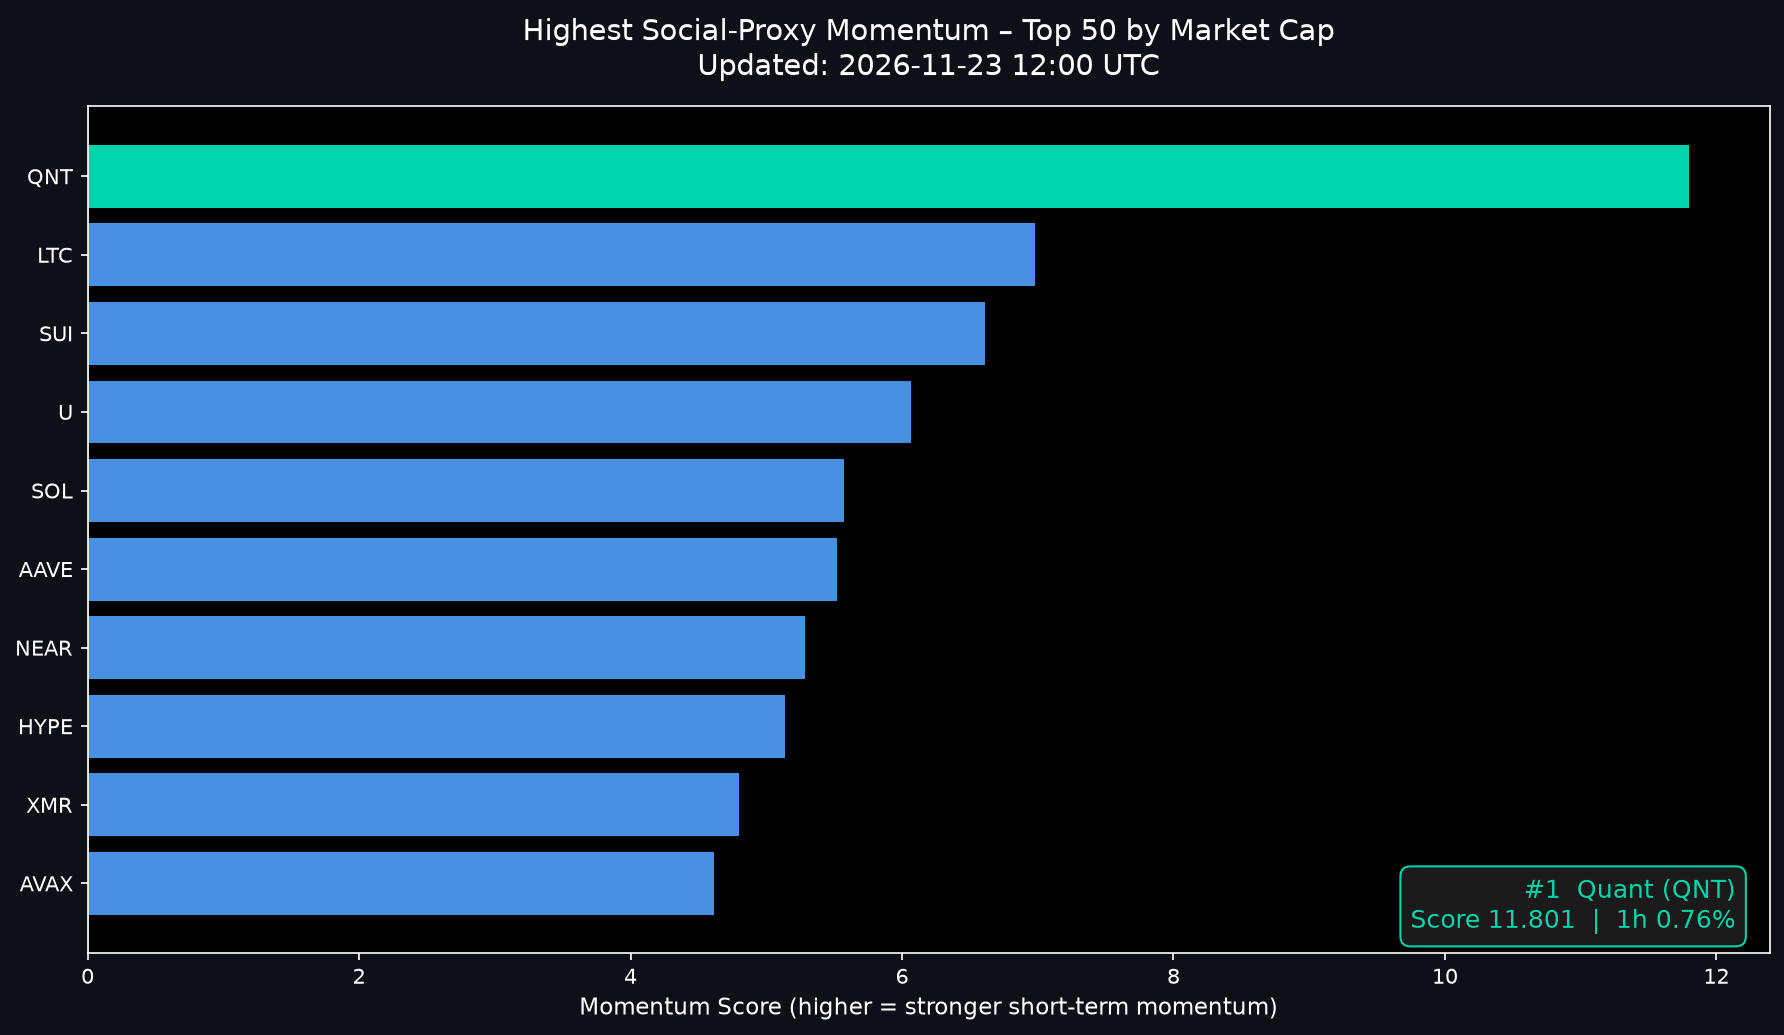 Highest Social-Proxy Momentum – Top 50 by Market Cap
Updated: 2026-11-23 12:00 UTC
QNT
LTC
SUI
U
SOL
AAVE
NEAR
HYPE
XMR
AVAX
#1  Quant (QNT)
Score 11.801  |  1h 0.76%
0 2 4 6 8 10 12
Momentum Score (higher = stronger short-term momentum)